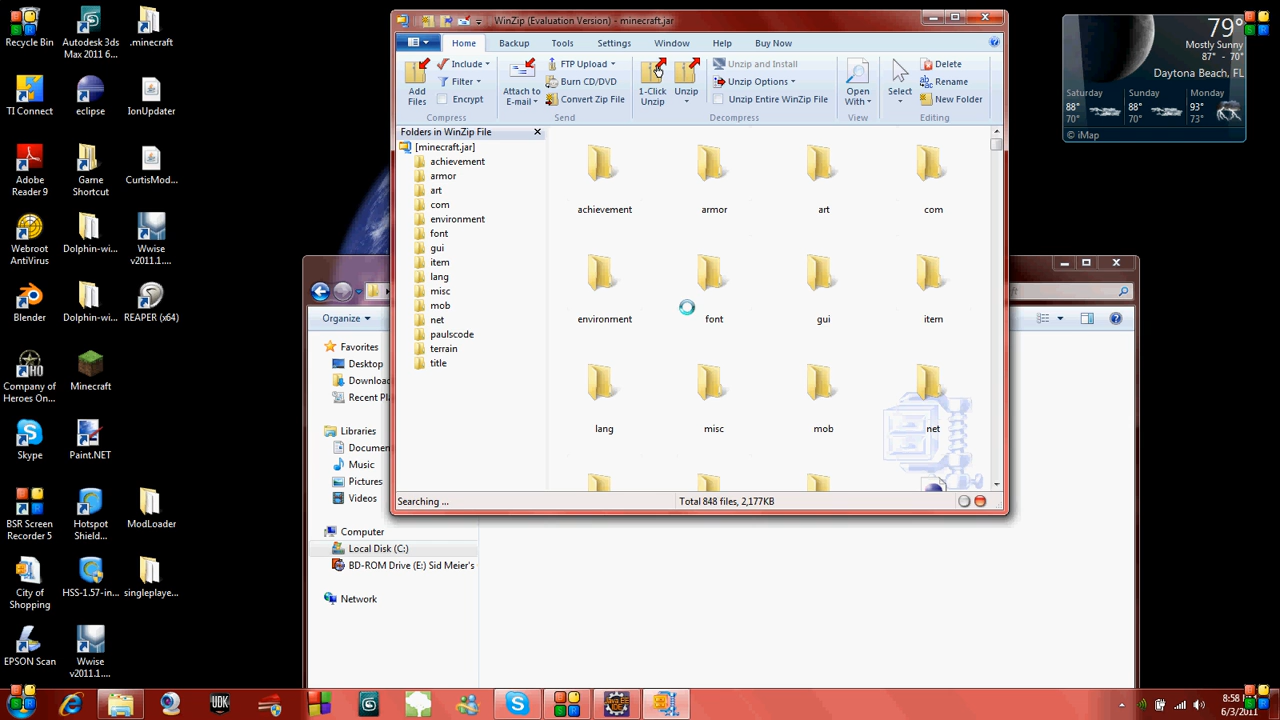 Recycle Bin
Autodesk 3ds Max 2011 6...
.minecraft
TI Connect
eclipse
IonUpdater
Adobe Reader 9
Game Shortcut
CurtisMod...
Webroot AntiVirus
Dolphin-wi...
Wwise v2011.1....
Blender
Dolphin-wi...
REAPER (x64)
Company of Heroes On...
Minecraft
Skype
Paint.NET
BSR Screen Recorder 5
Hotspot Shield...
ModLoader
City of Shopping
HSS-1.57-in...
singleplaye...
EPSON Scan
Wwise v2011.1...
WinZip (Evaluation Version) - minecraft.jar
Home Backup Tools Settings Window Help Buy Now
Add Files
Include
Filter
Encrypt
Compress
Attach to E-mail
FTP Upload
Burn CD/DVD
Convert Zip File
Send
1-Click Unzip
Unzip
Unzip and Install
Unzip Options
Unzip Entire WinZip File
Decompress
Open With
View
Select
Delete
Rename
New Folder
Editing
Folders in WinZip File
[minecraft.jar]
achievement
armor
art
com
environment
font
gui
item
lang
misc
mob
net
paulscode
terrain
title
achievement armor art com
environment font gui item
lang misc mob net
Searching ...
Total 848 files, 2,177KB
Organize
Favorites
Desktop
Downloa
Recent Pl
Libraries
Documen
Music
Pictures
Videos
Computer
Local Disk (C:)
BD-ROM Drive (E:) Sid Meier's
Network
79°
Mostly Sunny
Daytona Beach, FL
Saturday Sunday Monday
88° 88° 93°
70° 70° 73°
© iMap
UDK
Java EE IDE
8:58
6/3/2011